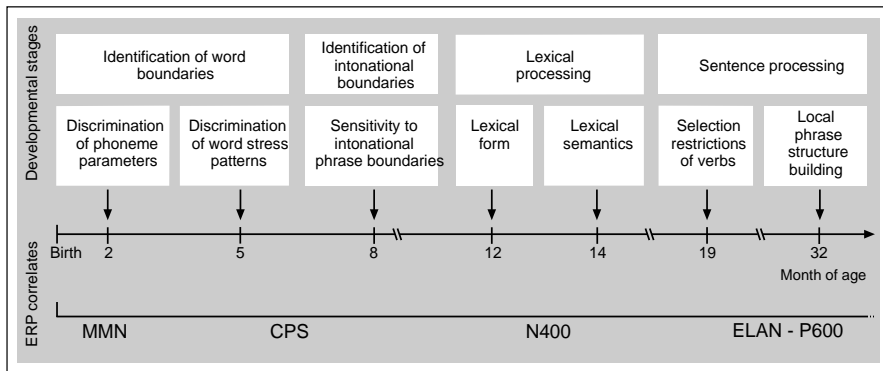 Developmental stages
Identification of word
boundaries
Identification of
intonational
boundaries
Lexical
processing
Sentence processing
Discrimination
of phoneme
parameters
Discrimination
of word stress
patterns
Sensitivity to
intonational
phrase boundaries
Lexical
form
Lexical
semantics
Selection
restrictions
of verbs
Local
phrase
structure
building
Birth 2 5 8 12 14 19 32
Month of age
ERP correlates
MMN CPS N400 ELAN - P600